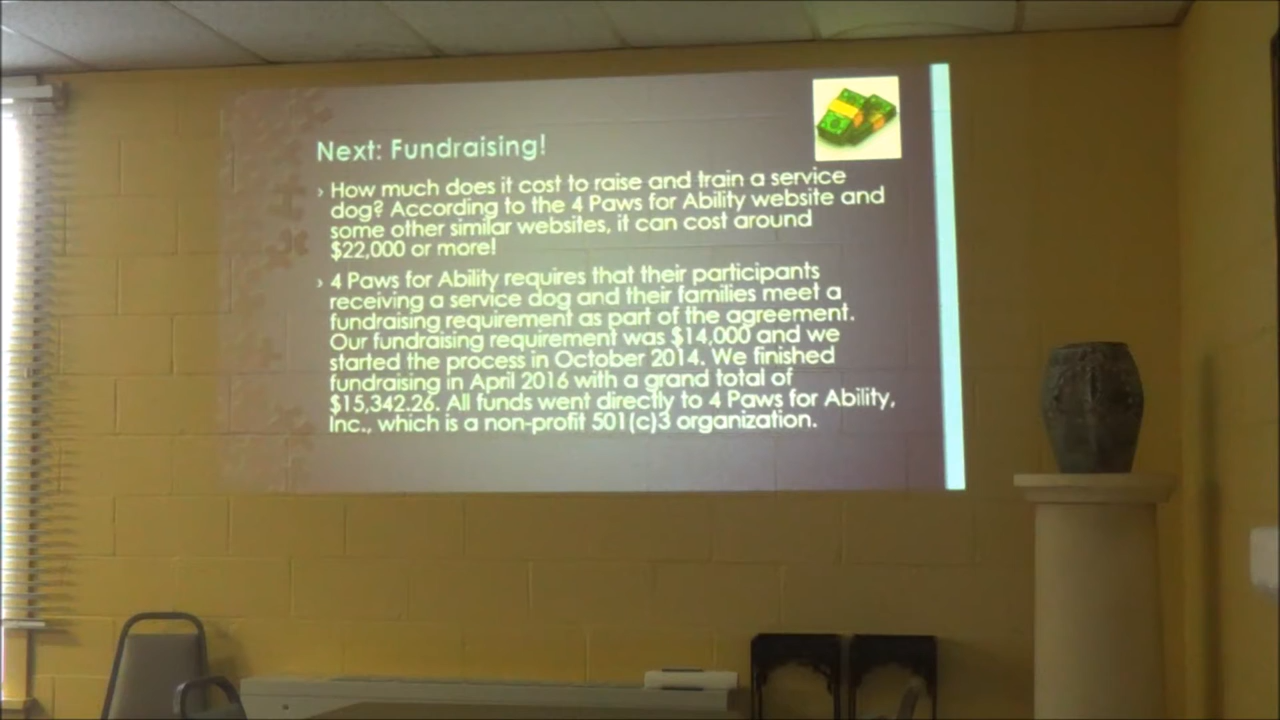 Next: Fundraising!
› How much does it cost to raise and train a service
dog? According to the 4 Paws for Ability website and
some other similar websites, it can cost around
$22,000 or more!
› 4 Paws for Ability requires that their participants
receiving a service dog and their families meet a
fundraising requirement as part of the agreement.
Our fundraising requirement was $14,000 and we
started the process in October 2014. We finished
fundraising in April 2016 with a grand total of
$15,342.26. All funds went directly to 4 Paws for Ability,
Inc., which is a non-profit 501(c)3 organization.